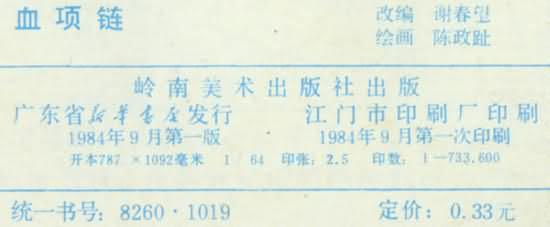 血项链
改编 谢春望
绘画 陈政趾
岭南美术出版社出版
广东省新华书店发行 江门市印刷厂印刷
1984年9月第一版 1984年9月第一次印刷
开本787×1092毫米 1 64 印张:2.5 印数:1—733,600
统一书号:8260·1019 定价:0.33元